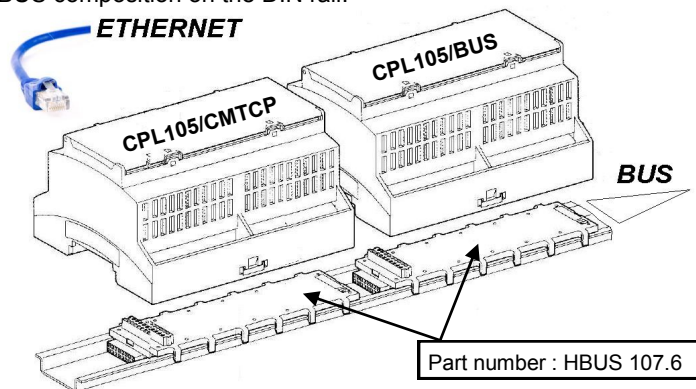 BUS composition on the DIN rail.
ETHERNET
CPL105/BUS
CPL105/CMTCP
BUS
Part number : HBUS 107.6